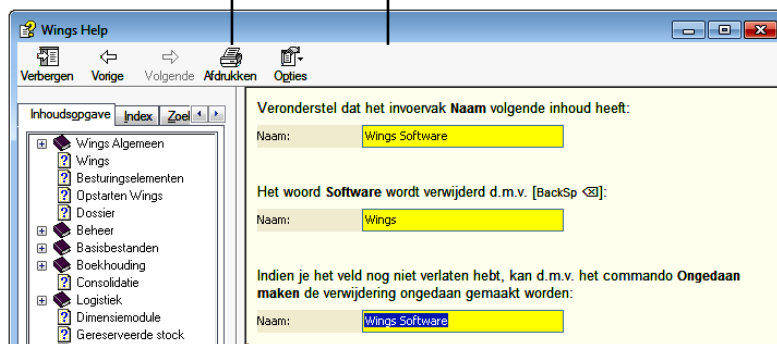 Wings Help
Verbergen Vorige Volgende Afdrukken Opties
Inhoudsopgave Index Zoel
Wings Algemeen
Wings
Besturingselementen
Opstarten Wings
Dossier
Beheer
Basisbestanden
Boekhouding
Consolidatie
Logistiek
Dimensiemodule
Gereserveerde stock
Veronderstel dat het invoervak Naam volgende inhoud heeft:
Naam: Wings Software
Het woord Software wordt verwijderd d.m.v. [BackSp ⌫]:
Naam: Wings
Indien je het veld nog niet verlaten hebt, kan d.m.v. het commando Ongedaan
maken de verwijdering ongedaan gemaakt worden:
Naam: Wings Software